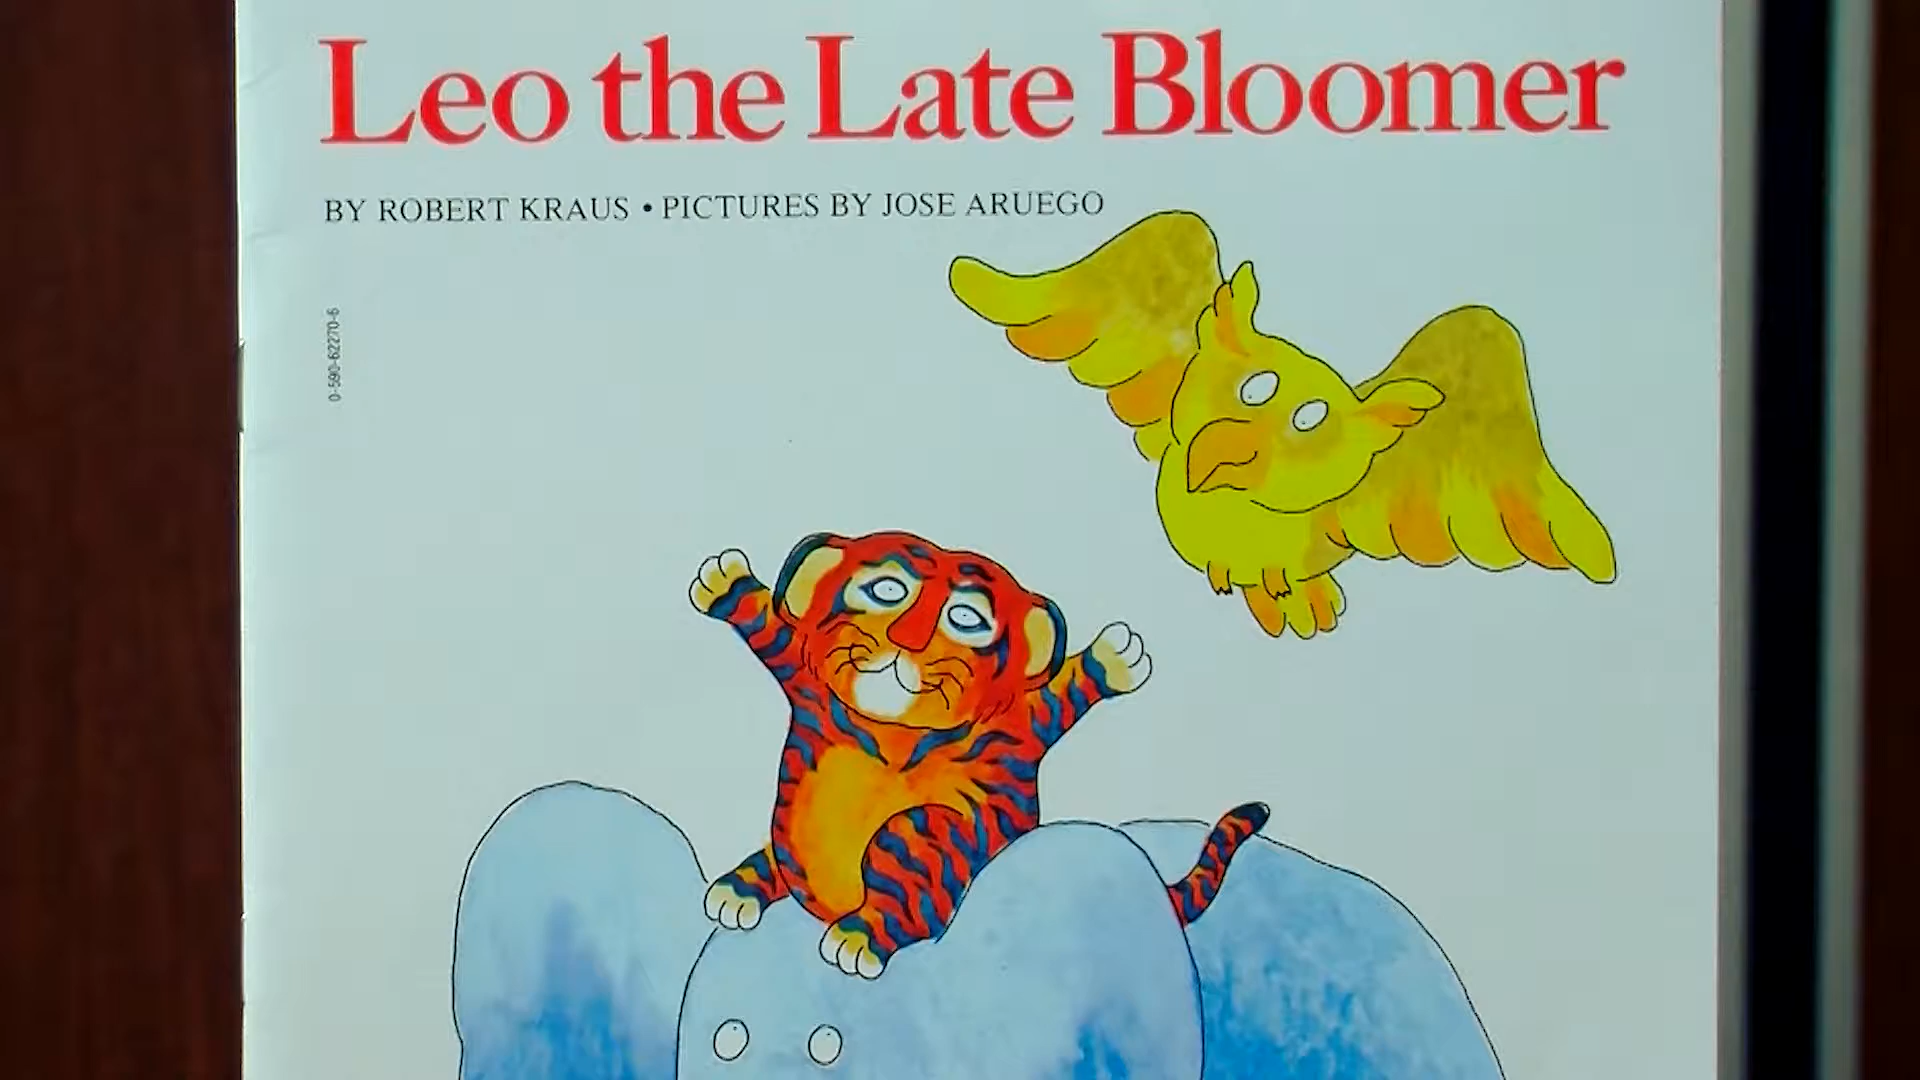 Leo the Late Bloomer
BY ROBERT KRAUS • PICTURES BY JOSE ARUEGO
0-590-62270-6